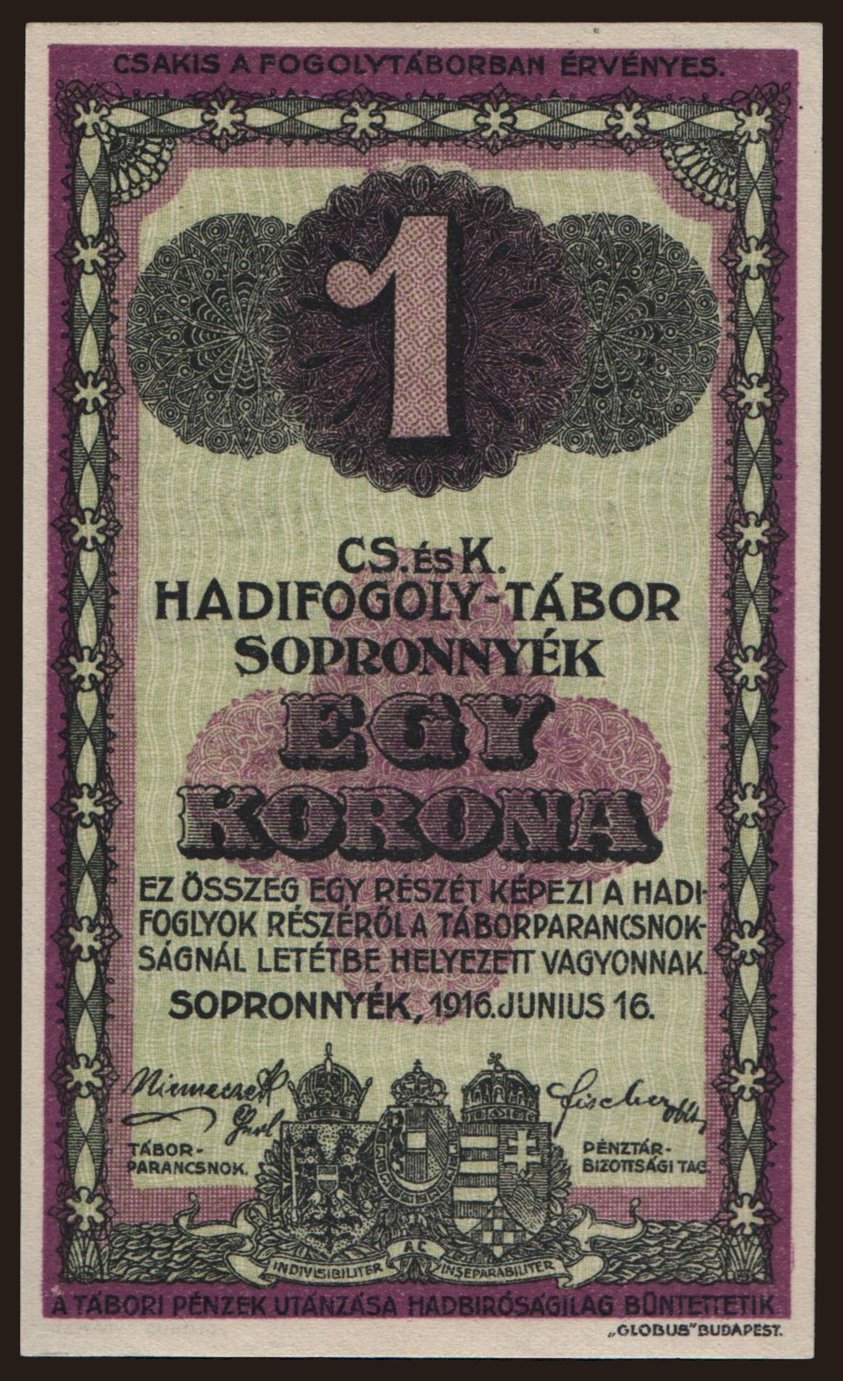 CSAKIS A FOGOLYTÁBORBAN ÉRVÉNYES.
1
CS. ÉS K.
HADIFOGOLY-TÁBOR
SOPRONNYÉK
EGY
KORONA
EZ ÖSSZEG EGY RÉSZÉT KÉPEZI A HADI-
FOGLYOK RÉSZÉRŐL A TÁBORPARANCSNOK-
SÁGNÁL LETÉTBE HELYEZETT VAGYONNAK.
SOPRONNYÉK, 1916. JUNIUS 16.
Fischer
TÁBOR-
PARANCSNOK.
PÉNZTÁR-
BIZOTTSÁGI TAG.
INDIVISIBILITER AC INSEPARABILITER
A TÁBORI PÉNZEK UTÁNZÁSA HADBIRÓSÁGILAG BÜNTETTETIK
„GLOBUS" BUDAPEST.